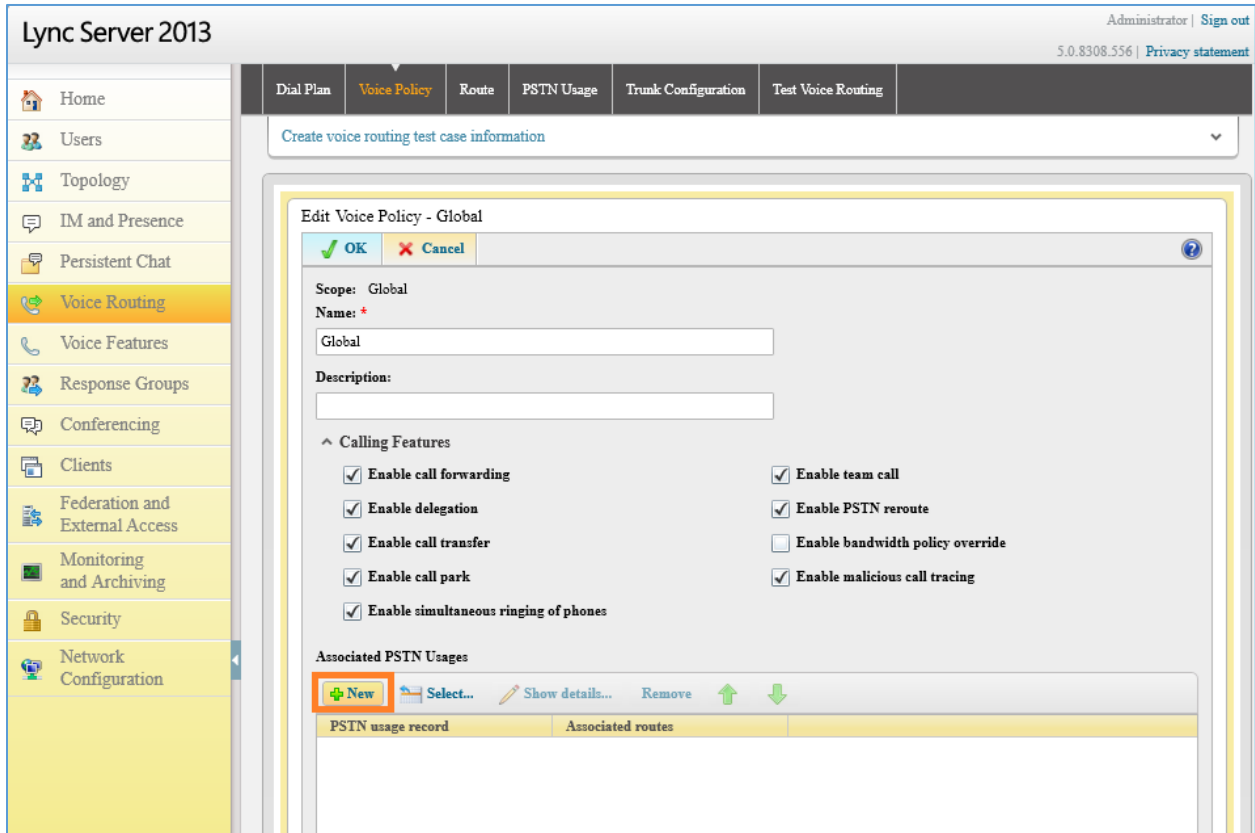 Lync Server 2013
Administrator | Sign out
5.0.8308.556 | Privacy statement
Home
Users
Topology
IM and Presence
Persistent Chat
Voice Routing
Voice Features
Response Groups
Conferencing
Clients
Federation and
External Access
Monitoring
and Archiving
Security
Network
Configuration
Dial Plan Voice Policy Route PSTN Usage Trunk Configuration Test Voice Routing
Create voice routing test case information
Edit Voice Policy - Global
OK Cancel
Scope: Global
Name: *
Global
Description:
Calling Features
Enable call forwarding Enable team call
Enable delegation Enable PSTN reroute
Enable call transfer Enable bandwidth policy override
Enable call park Enable malicious call tracing
Enable simultaneous ringing of phones
Associated PSTN Usages
New Select... Show details... Remove
PSTN usage record Associated routes